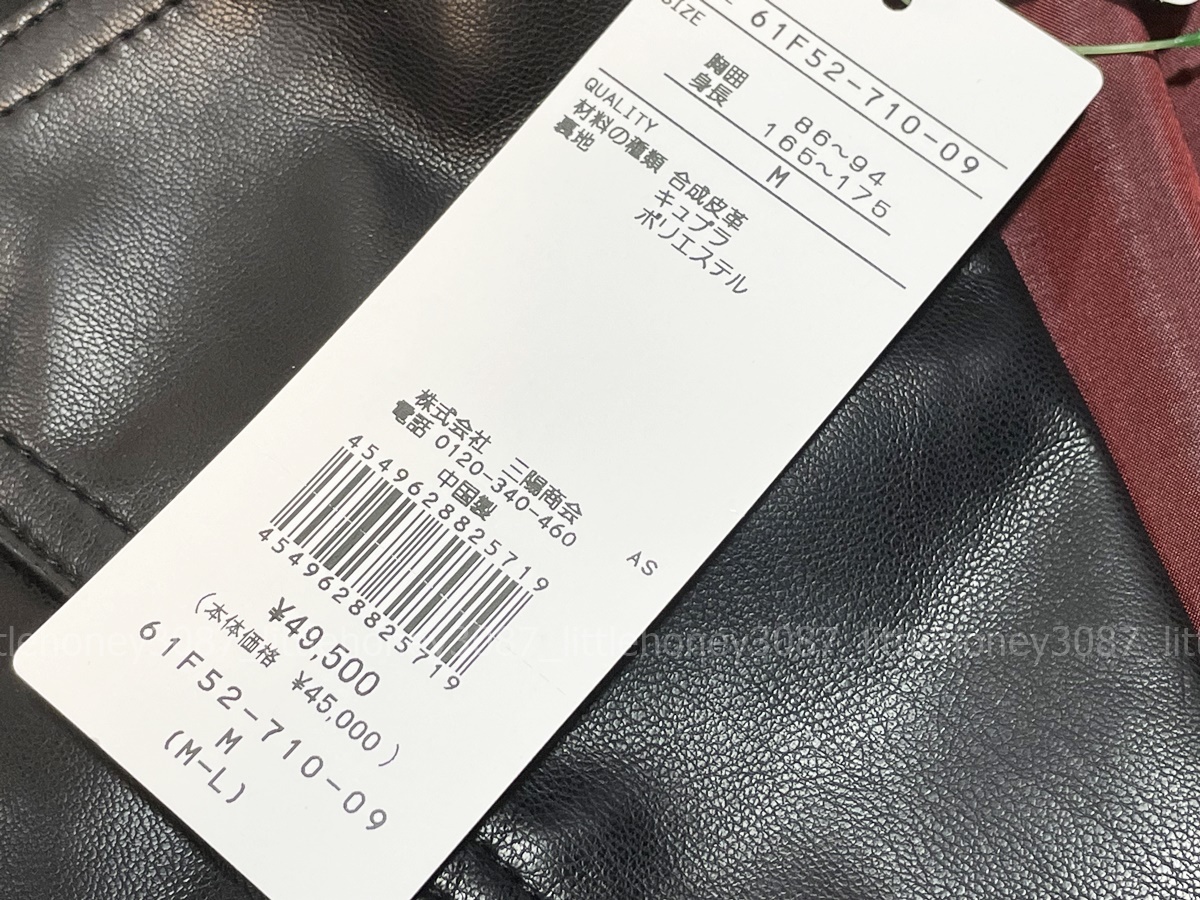 61F52-710-09
SIZE
胸囲 86~94
身長 165~175
M
QUALITY
材料の種類 合成皮革
裏地 キュプラ
ポリエステル
株式会社 三陽商会
電話 0120-340-460
中国製
4549628825719
AS
4549628825719
¥49,500
(本体価格 ¥45,000)
61F52-710-09
M
(M-L)
littlehoney3087_littlehoney3087_littlehoney3087_litt